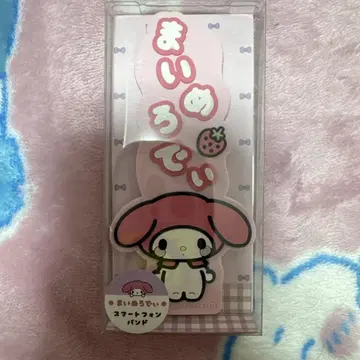 まいめ
ろでぃ
まいめろでぃ
スマートフォン
バンド